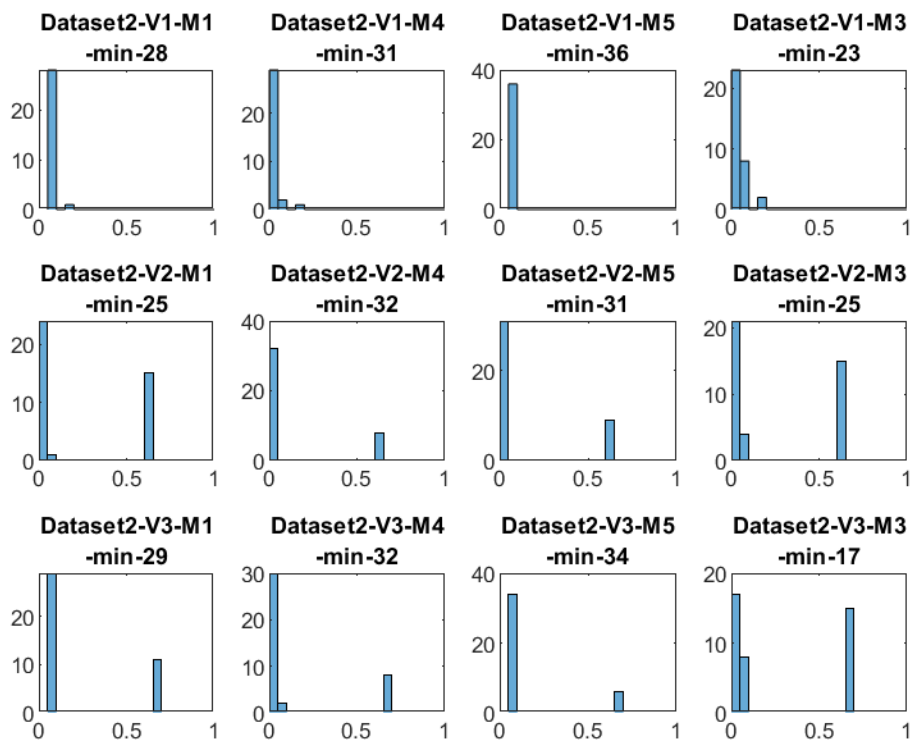 Dataset2-V1-M1 Dataset2-V1-M4 Dataset2-V1-M5 Dataset2-V1-M3
-min-28 -min-31 -min-36 -min-23
20 20 40 20
10 10 20 10
0 0 0 0
0 0.5 1 0 0.5 1 0 0.5 1 0 0.5 1
Dataset2-V2-M1 Dataset2-V2-M4 Dataset2-V2-M5 Dataset2-V2-M3
-min-25 -min-32 -min-31 -min-25
20 40 20 20
10 20 0 10
0 0 0
0 0.5 1 0 0.5 1 0 0.5 1 0 0.5 1
Dataset2-V3-M1 Dataset2-V3-M4 Dataset2-V3-M5 Dataset2-V3-M3
-min-29 -min-32 -min-34 -min-17
20 30 40 20
10 20 20 10
0 10 0 0
0
0 0.5 1 0 0.5 1 0 0.5 1 0 0.5 1